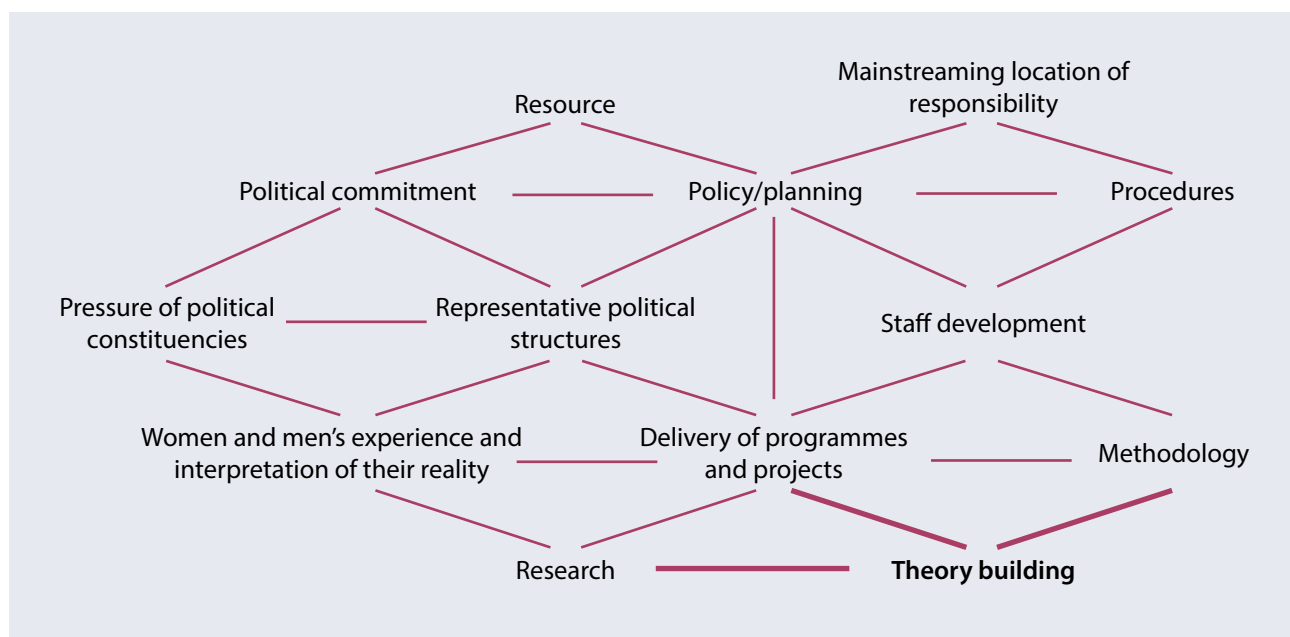 Mainstreaming location of
responsibility
Resource
Political commitment
Policy/planning
Procedures
Pressure of political
constituencies
Representative political
structures
Staff development
Women and men’s experience and
interpretation of their reality
Delivery of programmes
and projects
Methodology
Research
Theory building